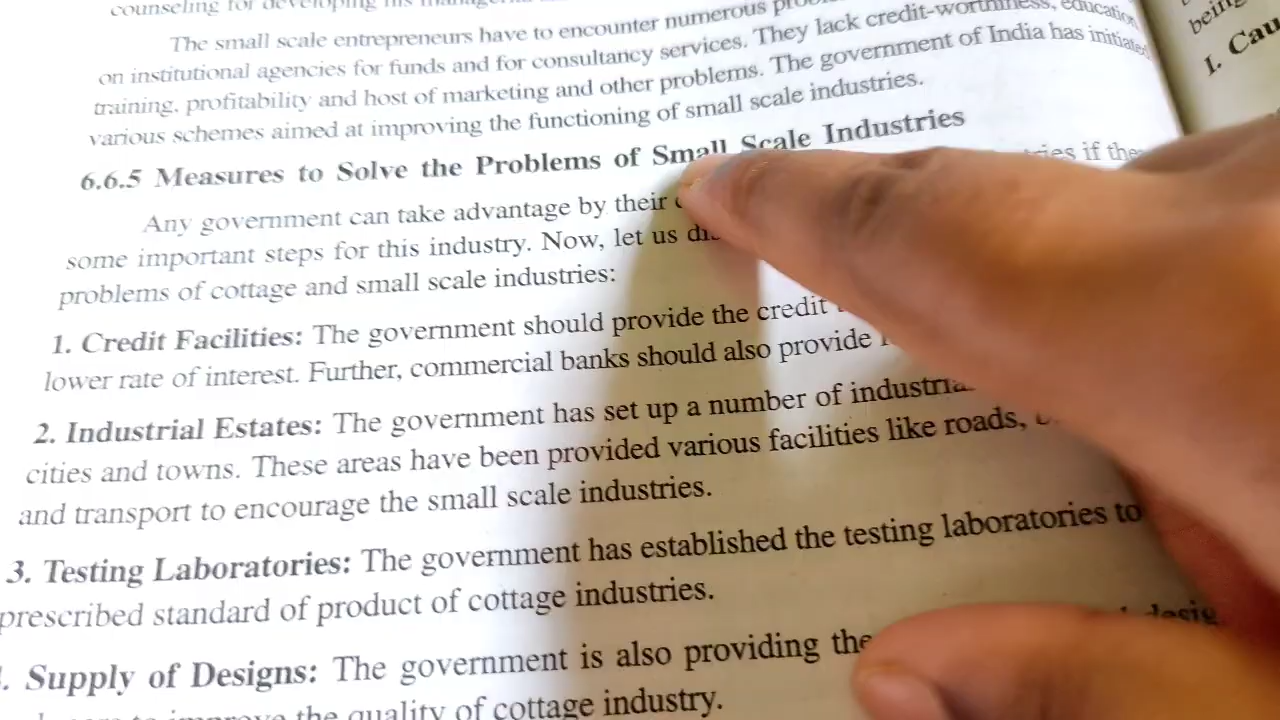 counseling for developing his
The small scale entrepreneurs have to encounter numerous
on institutional agencies for funds and for consultancy services. They lack credit-worthiness, education,
training, profitability and host of marketing and other problems. The government of India has initiated
various schemes aimed at improving the functioning of small scale industries.
6.6.5 Measures to Solve the Problems of Small Scale Industries
Any government can take advantage by their if the
some important steps for this industry. Now, let us
problems of cottage and small scale industries:
1. Credit Facilities: The government should provide the credit
lower rate of interest. Further, commercial banks should also provide
2. Industrial Estates: The government has set up a number of
cities and towns. These areas have been provided various facilities like roads,
and transport to encourage the small scale industries.
3. Testing Laboratories: The government has established the testing laboratories to
prescribed standard of product of cottage industries.
. Supply of Designs: The government is also providing the
to improve the quality of cottage industry.
being
1. Cau